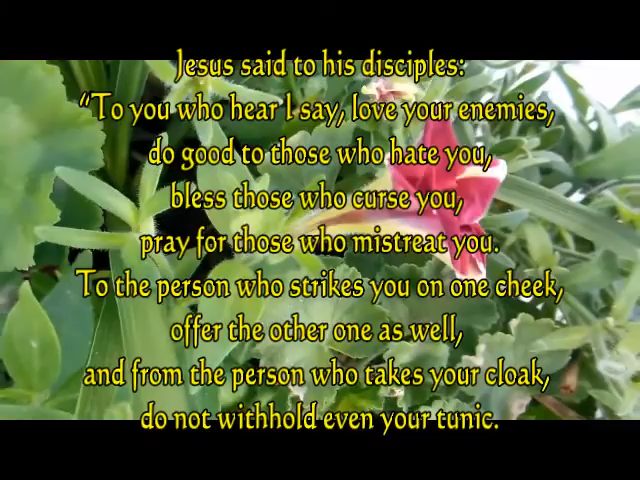 Jesus said to his disciples:
“To you who hear I say, love your enemies,
do good to those who hate you,
bless those who curse you,
pray for those who mistreat you.
To the person who strikes you on one cheek,
offer the other one as well,
and from the person who takes your cloak,
do not withhold even your tunic.